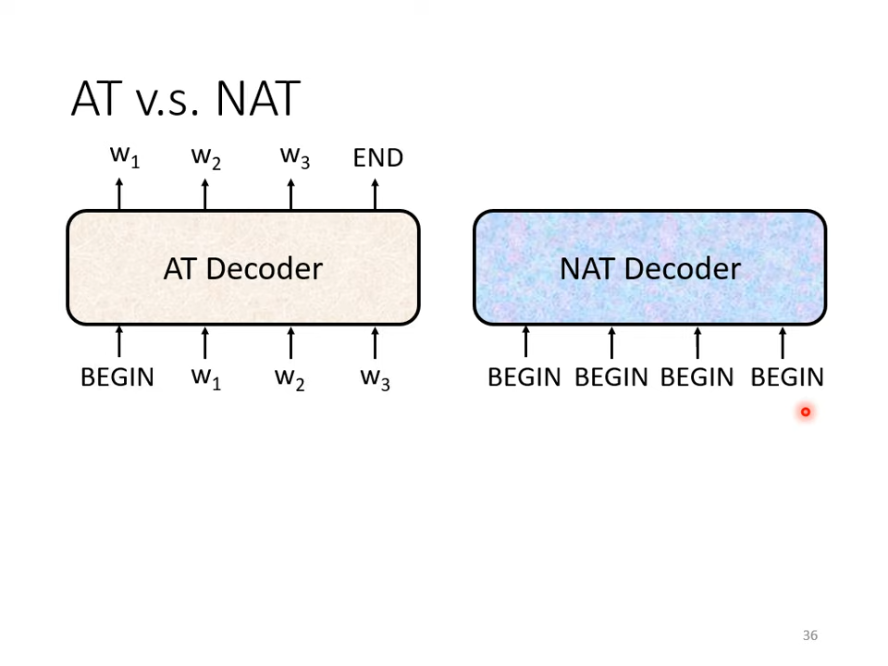 AT v.s. NAT
w1 w2 w3 END
AT Decoder
BEGIN w1 w2 w3
NAT Decoder
BEGIN BEGIN BEGIN BEGIN
36